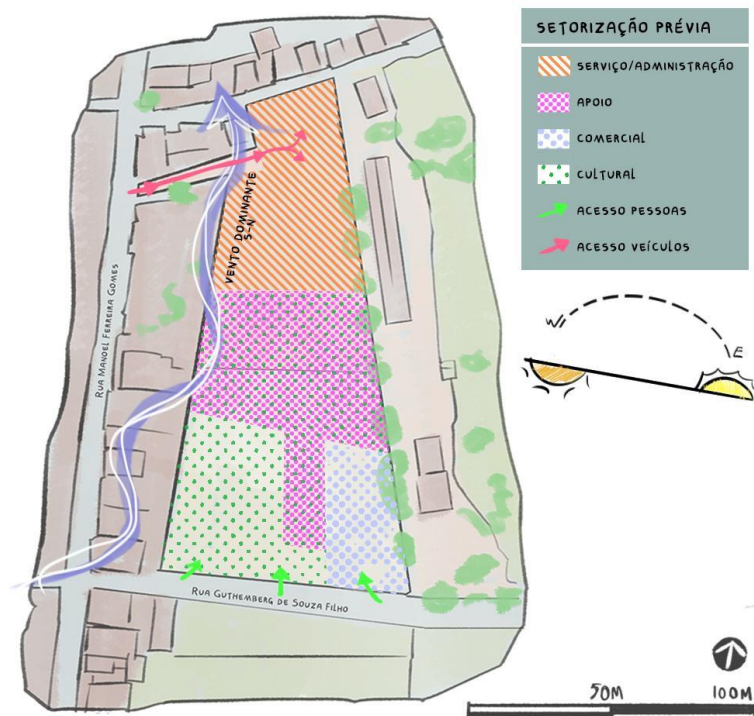 SETORIZAÇÃO PRÉVIA
SERVIÇO/ADMINISTRAÇÃO
APOIO
COMERCIAL
CULTURAL
ACESSO PESSOAS
ACESSO VEÍCULOS
VENTO DOMINANTE
S-N
RUA MANOEL FERREIRA GOMES
W
E
RUA GUTHEMBERG DE SOUZA FILHO
50M
100M